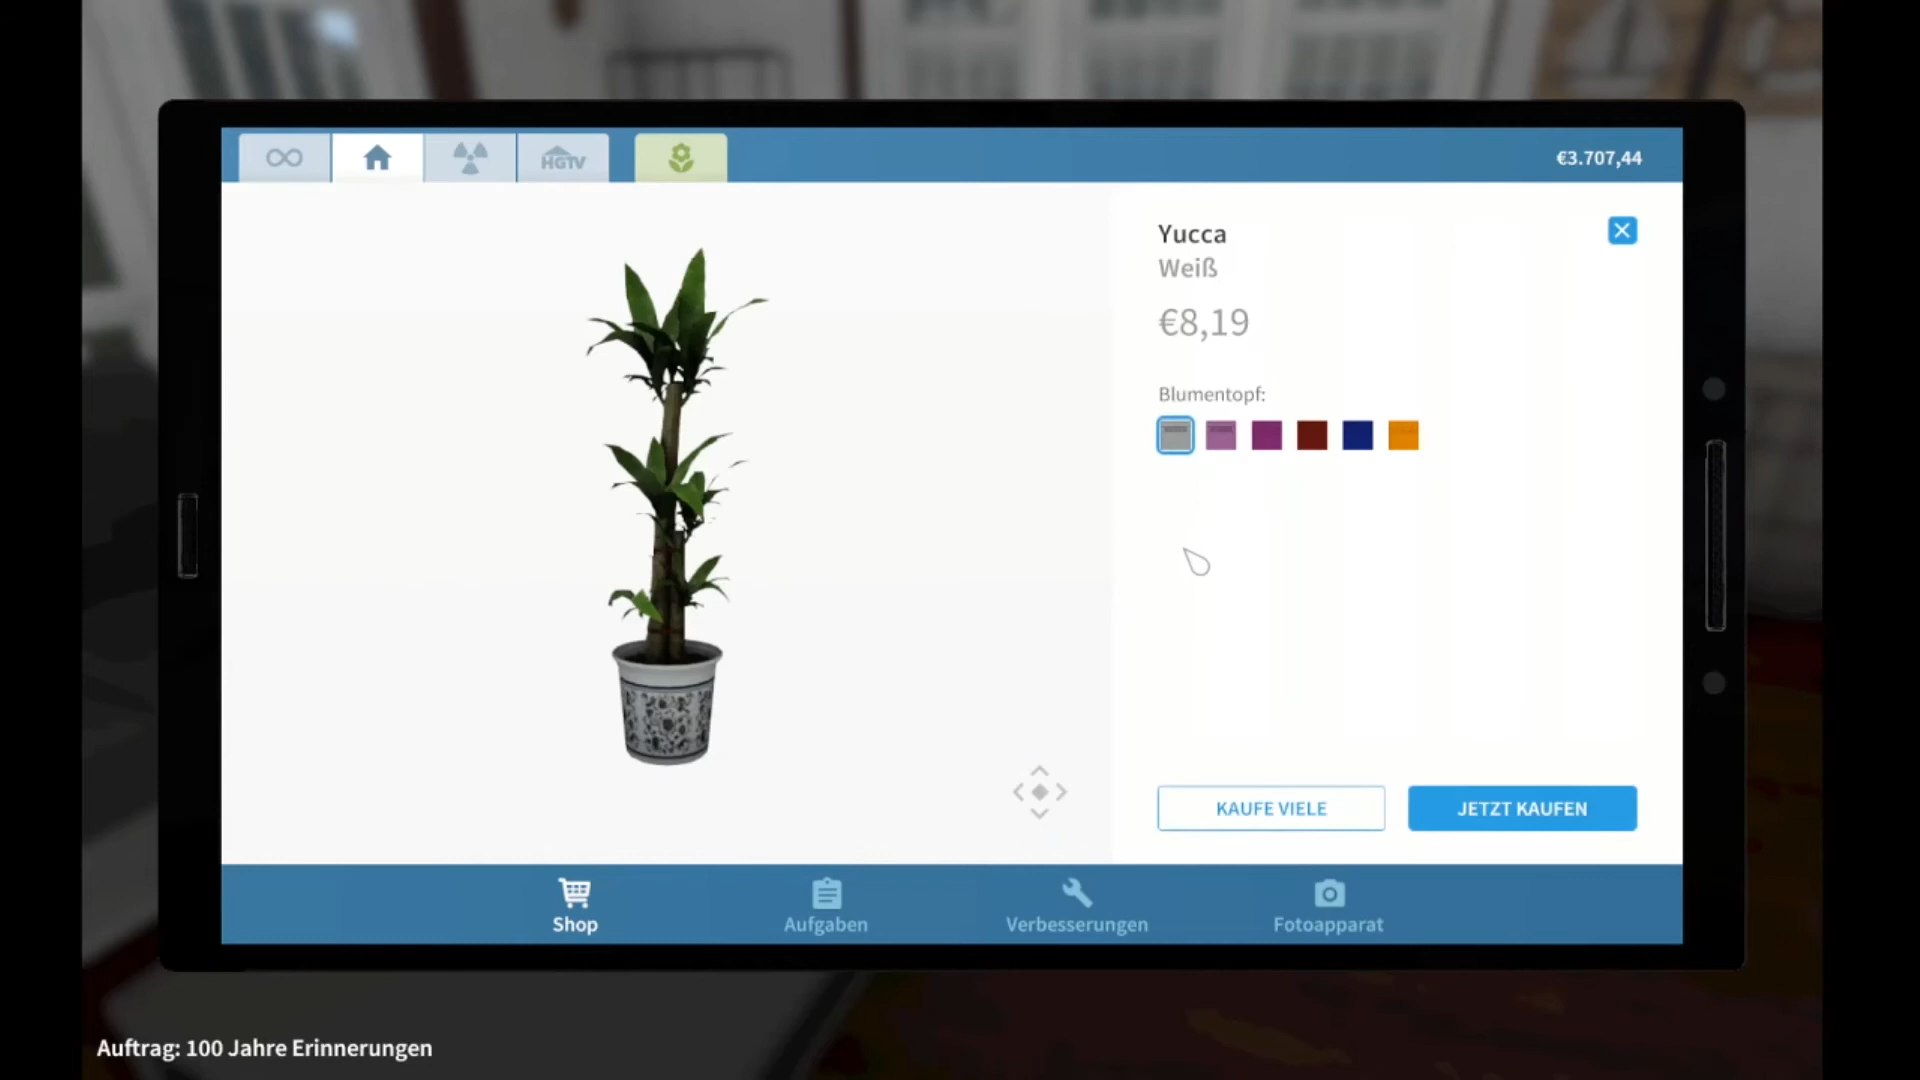 HGTV
€3.707,44
Yucca
Weiß
€8,19
Blumentopf:
KAUFE VIELE
JETZT KAUFEN
Shop
Aufgaben
Verbesserungen
Fotoapparat
Auftrag: 100 Jahre Erinnerungen